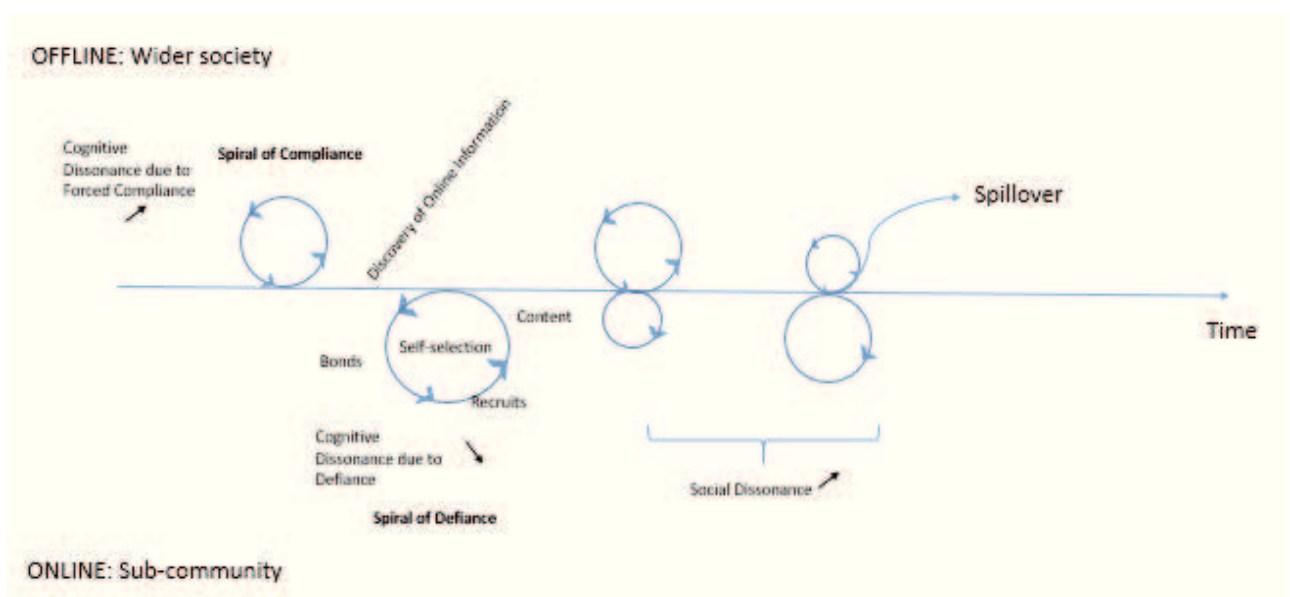 OFFLINE: Wider society
Cognitive
Dissonance due to
Forced Compliance
Spiral of Compliance
Discovery of Online Information
Spillover
Time
Content
Self-selection
Bonds
Recruits
Cognitive
Dissonance due to
Defiance
Spiral of Defiance
Social Dissonance
ONLINE: Sub-community